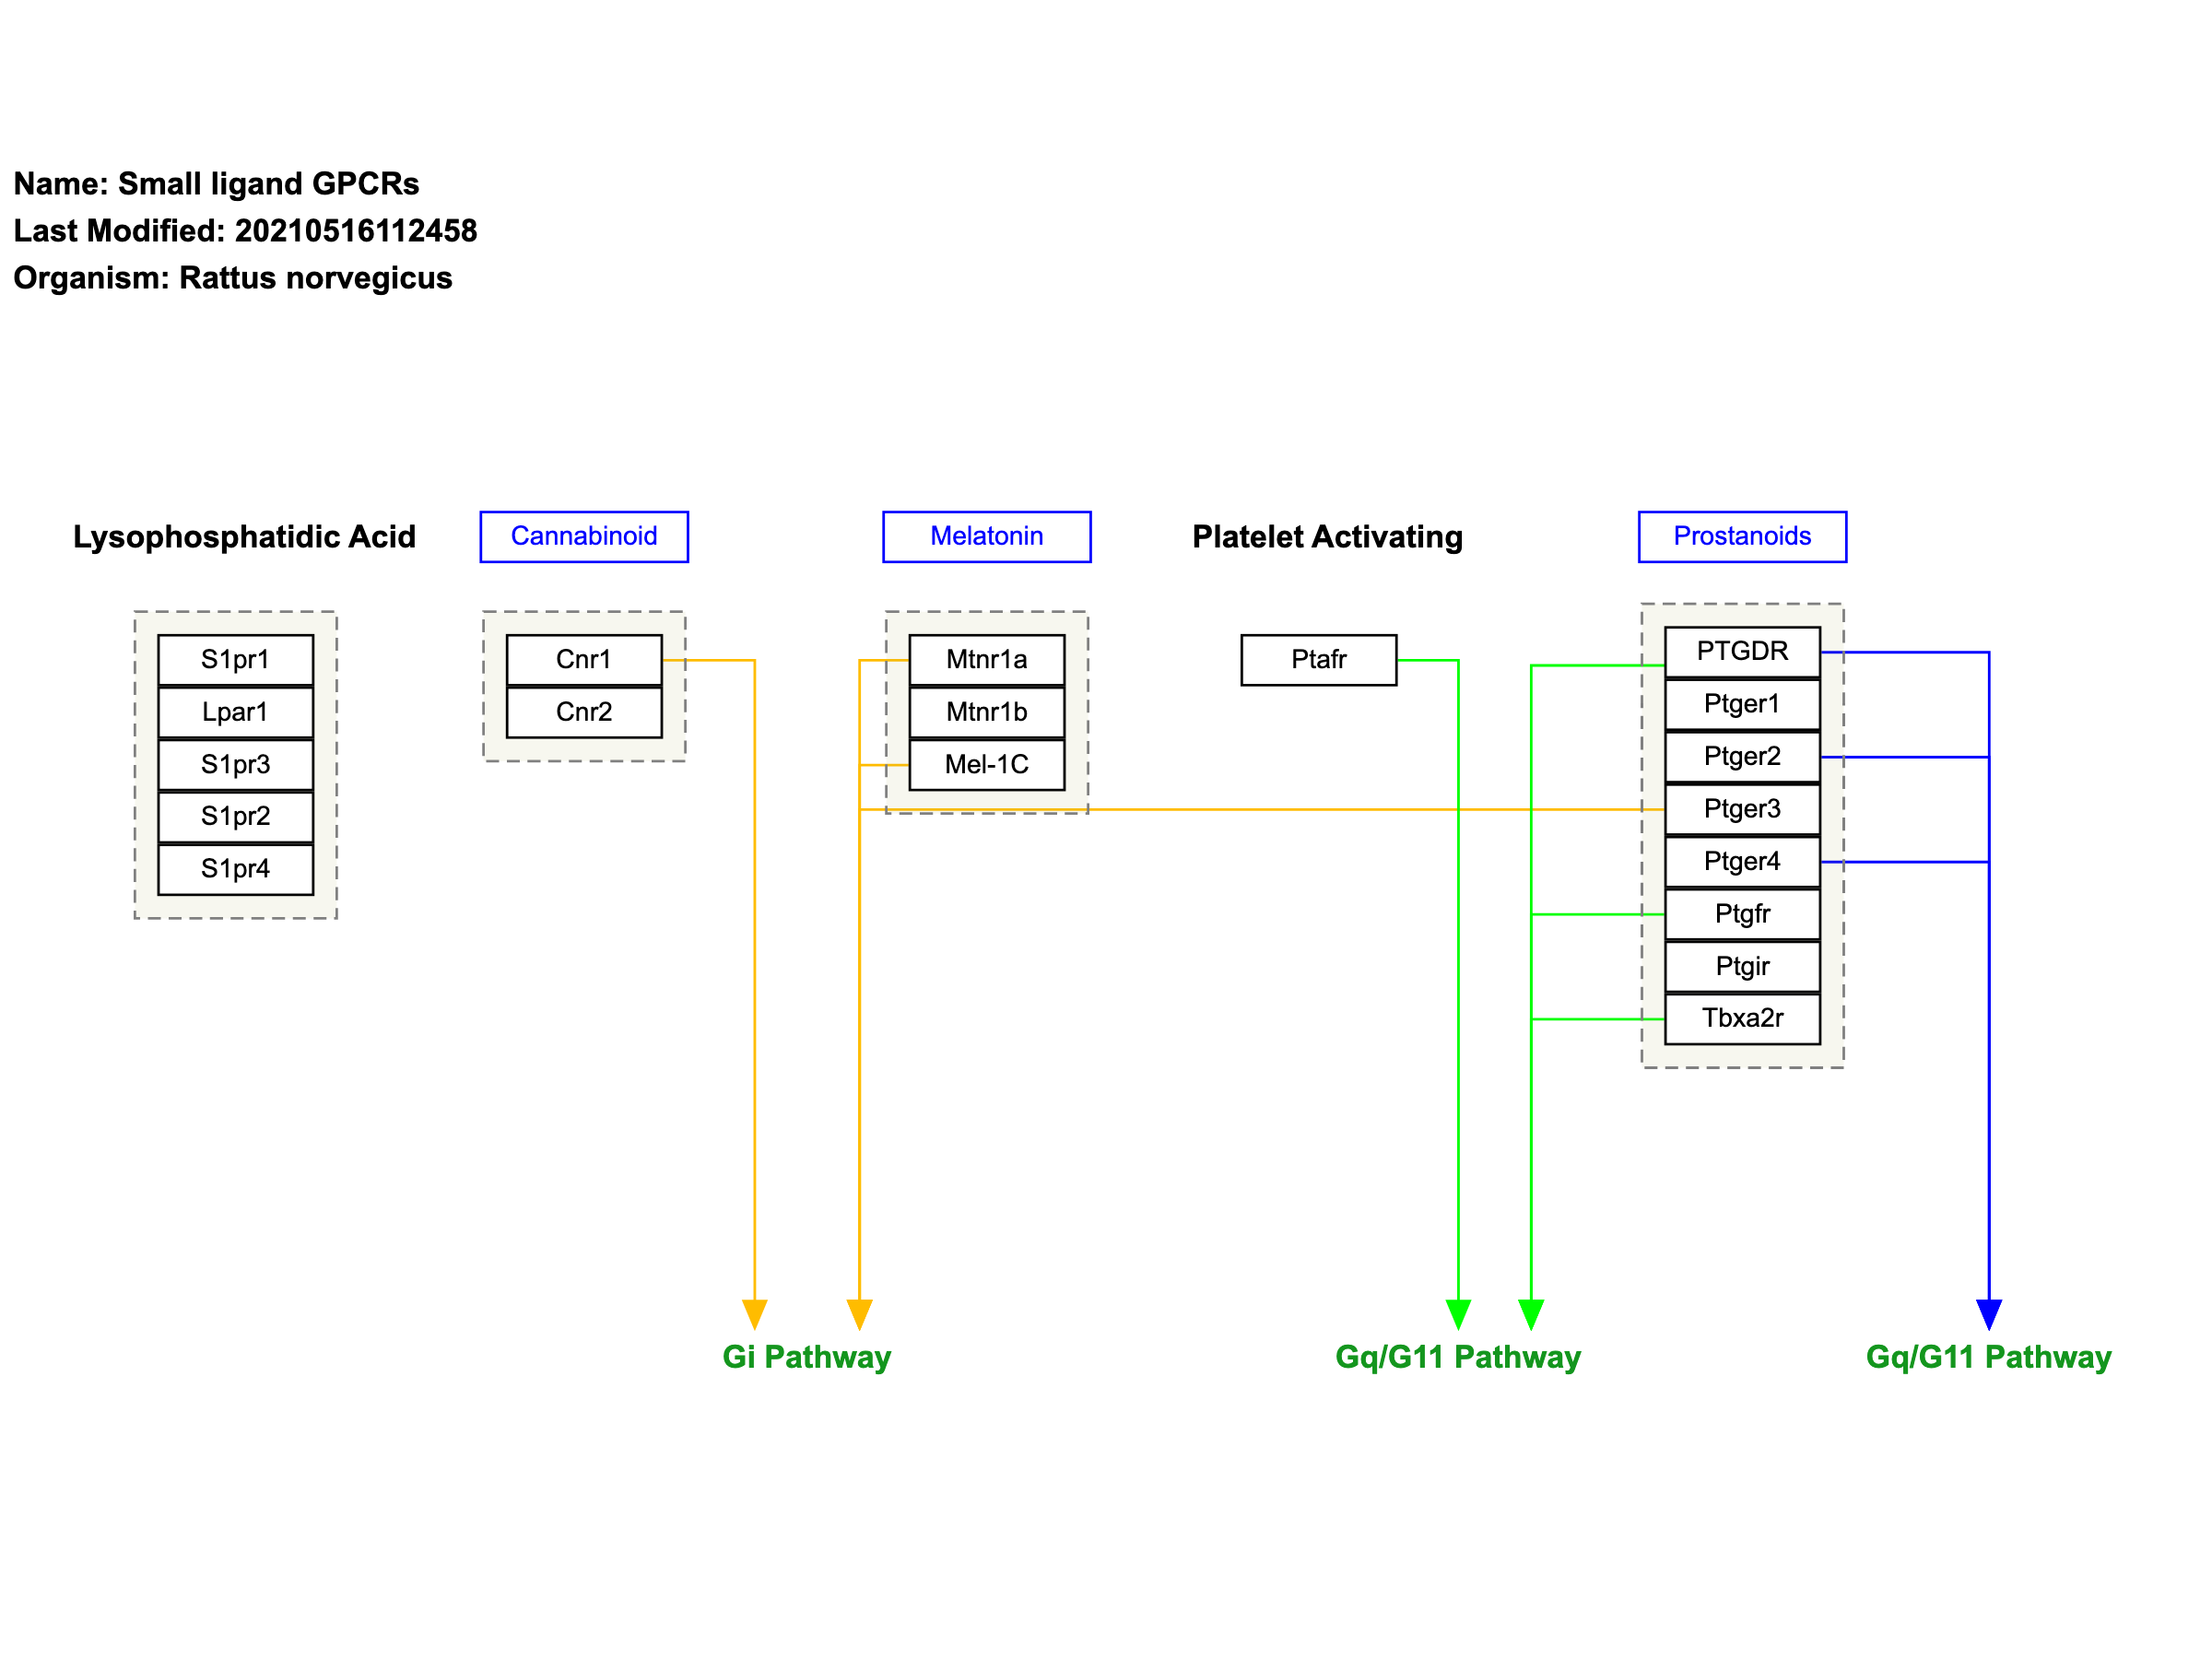 Name: Small ligand GPCRs
Last Modified: 20210516112458
Organism: Rattus norvegicus
Lysophosphatidic Acid
S1pr1
Lpar1
S1pr3
S1pr2
S1pr4
Cannabinoid
Cnr1
Cnr2
Melatonin
Mtnr1a
Mtnr1b
Mel-1C
Platelet Activating
Ptafr
Prostanoids
PTGDR
Ptger1
Ptger2
Ptger3
Ptger4
Ptgfr
Ptgir
Tbxa2r
Gi Pathway
Gq/G11 Pathway
Gq/G11 Pathway